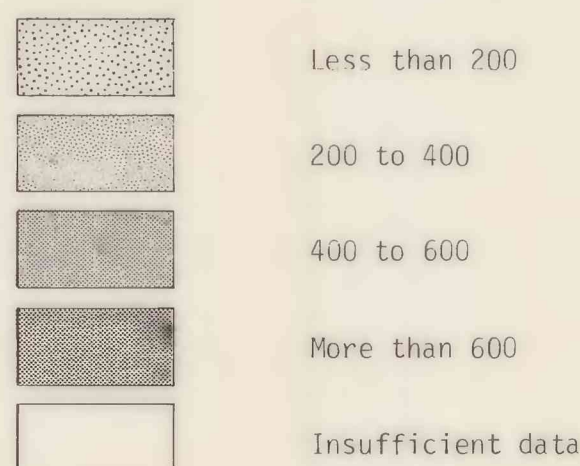 Less than 200
200 to 400
400 to 600
More than 600
Insufficient data